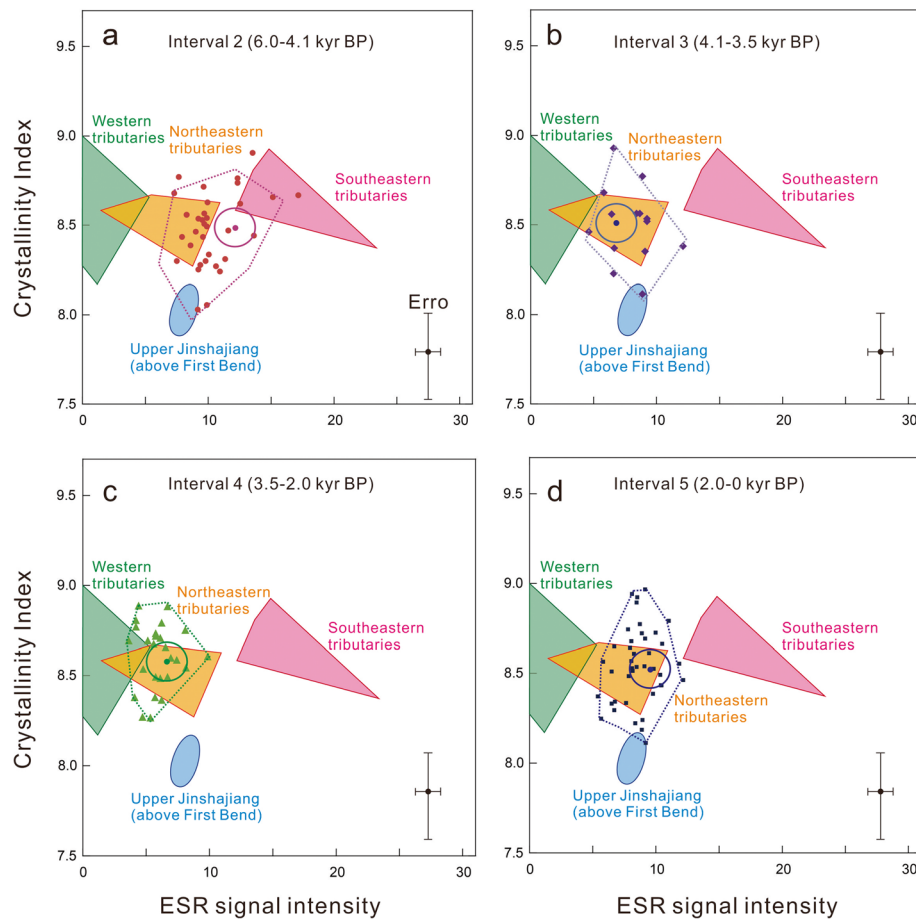 a
Interval 2 (6.0-4.1 kyr BP)
9.5
9.0
8.5
8.0
7.5
Crystallinity Index
Western
tributaries
Northeastern
tributaries
Southeastern
tributaries
Upper Jinshajiang
(above First Bend)
Erro
0
10
20
30
b
Interval 3 (4.1-3.5 kyr BP)
9.5
9.0
8.5
8.0
7.5
Western
tributaries
Northeastern
tributaries
Southeastern
tributaries
Upper Jinshajiang
(above First Bend)
0
10
20
30
c
Interval 4 (3.5-2.0 kyr BP)
9.5
9.0
8.5
8.0
7.5
Crystallinity Index
Western
tributaries
Northeastern
tributaries
Southeastern
tributaries
Upper Jinshajiang
(above First Bend)
0
10
20
30
ESR signal intensity
d
Interval 5 (2.0-0 kyr BP)
9.5
9.0
8.5
8.0
7.5
Western
tributaries
Southeastern
tributaries
Northeastern
tributaries
Upper Jinshajiang
(above First Bend)
0
10
20
30
ESR signal intensity